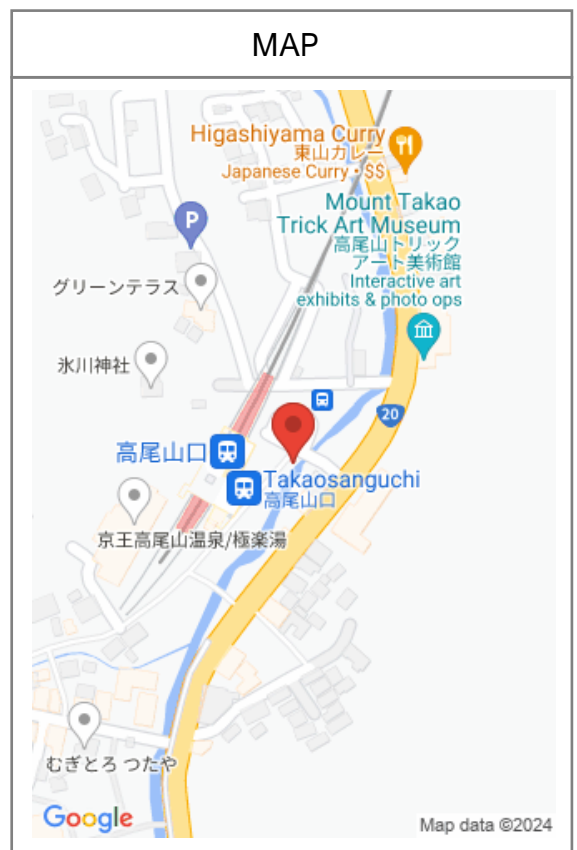 MAP
Higashiyama Curry
東山カレー
Japanese Curry • $$
Mount Takao
Trick Art Museum
高尾山トリック
アート美術館
Interactive art
exhibits & photo ops
P
グリーンテラス
氷川神社
20
高尾山口
Takaosanguchi
高尾山口
京王高尾山温泉/極楽湯
むぎとろ つたや
Google
Map data ©2024